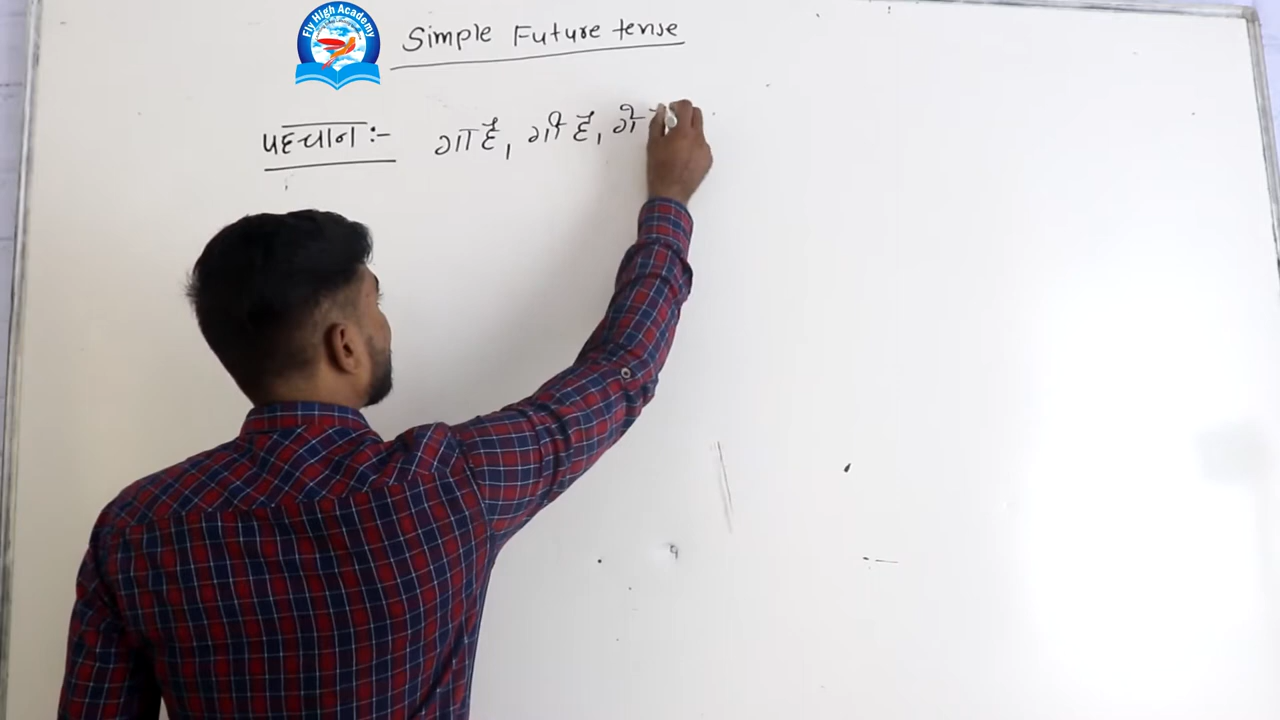 Fly High Academy
Simple Future tense
पहचान :- गा है, गी है, गे